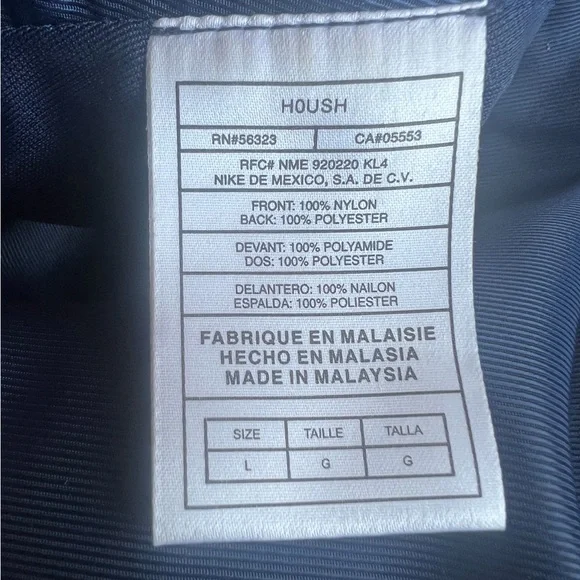 H0USH
RN#56323 CA#05553
RFC# NME 920220 KL4
NIKE DE MEXICO, S.A. DE C.V.
FRONT: 100% NYLON
BACK: 100% POLYESTER
DEVANT: 100% POLYAMIDE
DOS: 100% POLYESTER
DELANTERO: 100% NAILON
ESPALDA: 100% POLIESTER
FABRIQUE EN MALAISIE
HECHO EN MALASIA
MADE IN MALAYSIA
SIZE TAILLE TALLA
L G G